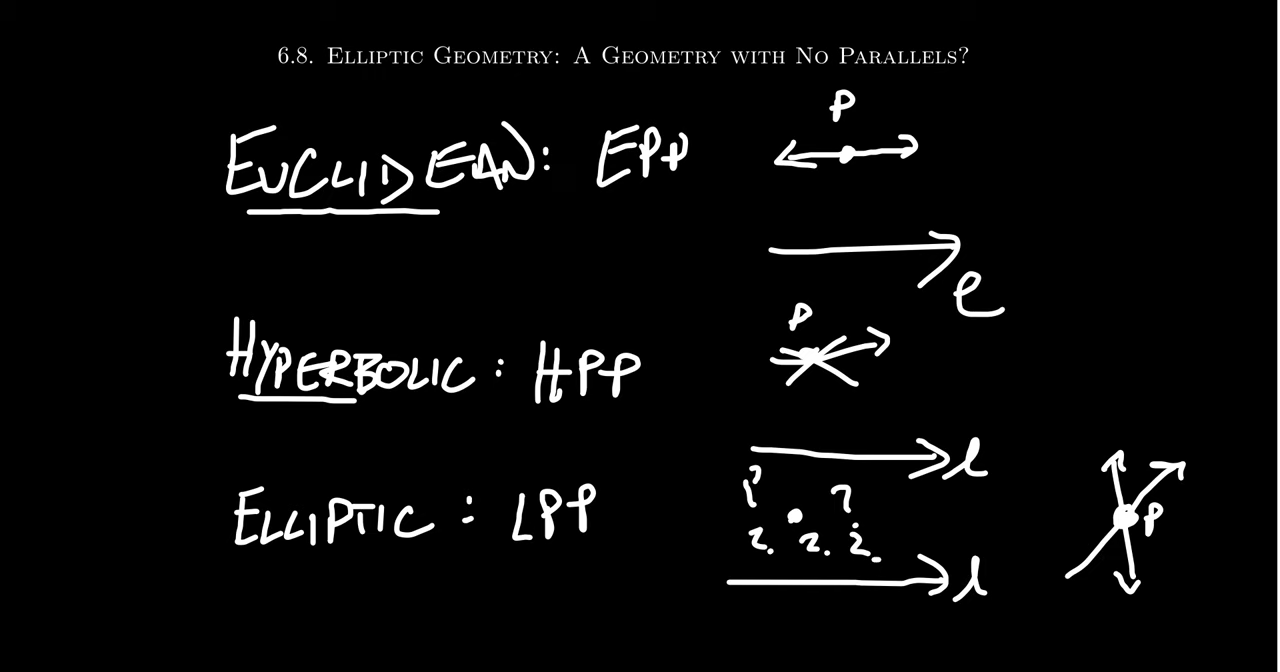 6.8. ELLIPTIC GEOMETRY: A GEOMETRY WITH NO PARALLELS?
P
EUCLIDEAN: EPP
l
P
HYPERBOLIC: HPP
l
P ?
ELLIPTIC: LPP
P
? ? ?
l